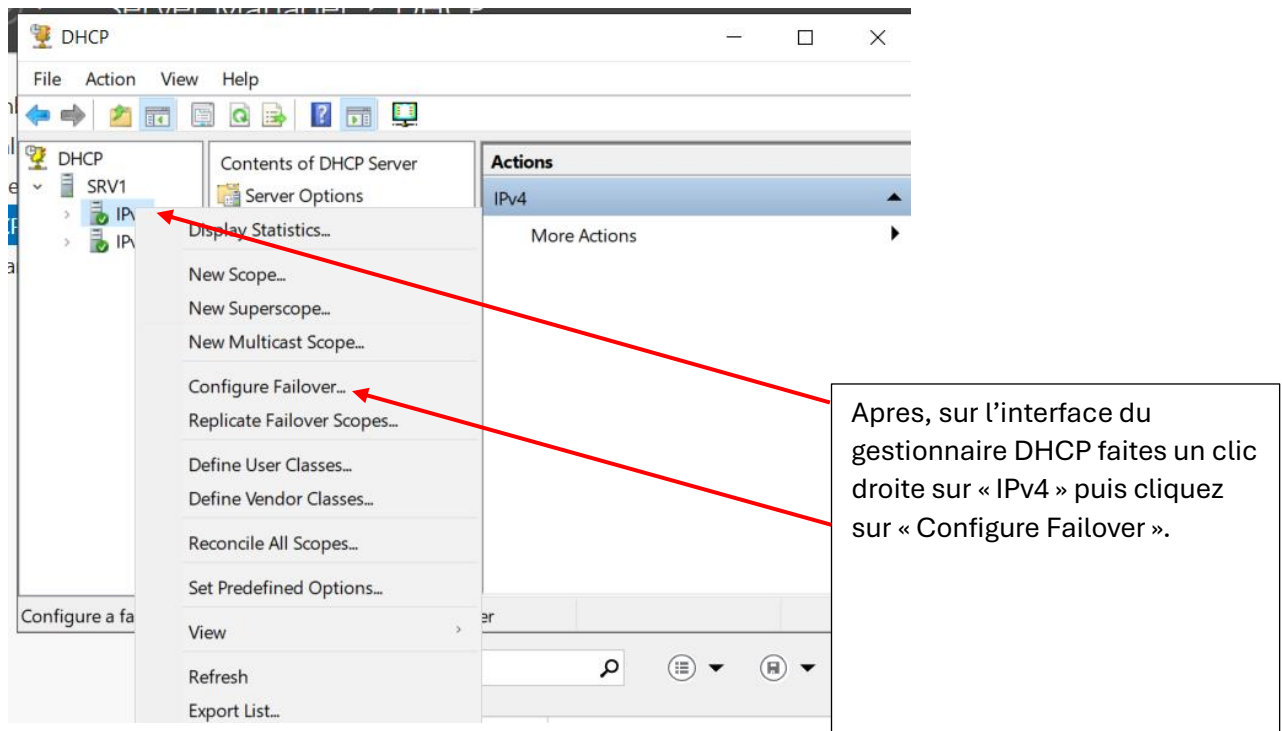 Server Manager • DHCP
DHCP
File Action View Help
DHCP
SRV1
IPv
IPv
Contents of DHCP Server
Server Options
Actions
IPv4
More Actions
Display Statistics...
New Scope...
New Superscope...
New Multicast Scope...
Configure Failover...
Replicate Failover Scopes...
Define User Classes...
Define Vendor Classes...
Reconcile All Scopes...
Set Predefined Options...
View
Refresh
Export List...
Configure a fa
er
Apres, sur l’interface du
gestionnaire DHCP faites un clic
droite sur « IPv4 » puis cliquez
sur « Configure Failover ».